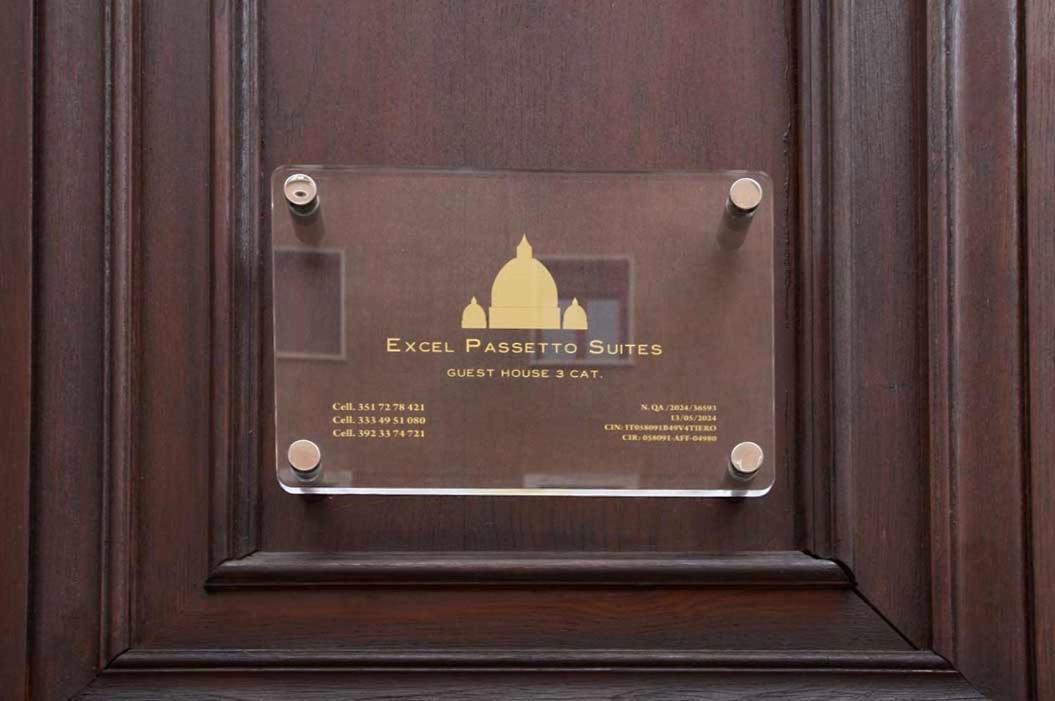 EXCEL PASSETTO SUITES
GUEST HOUSE 3 CAT.
Cell. 351 72 78 421
Cell. 333 49 51 080
Cell. 392 33 74 721
N. QA /2024/36593
13/05/2024
CIN: IT058091B49V4TIERO
CIR: 058091-AFF-04980